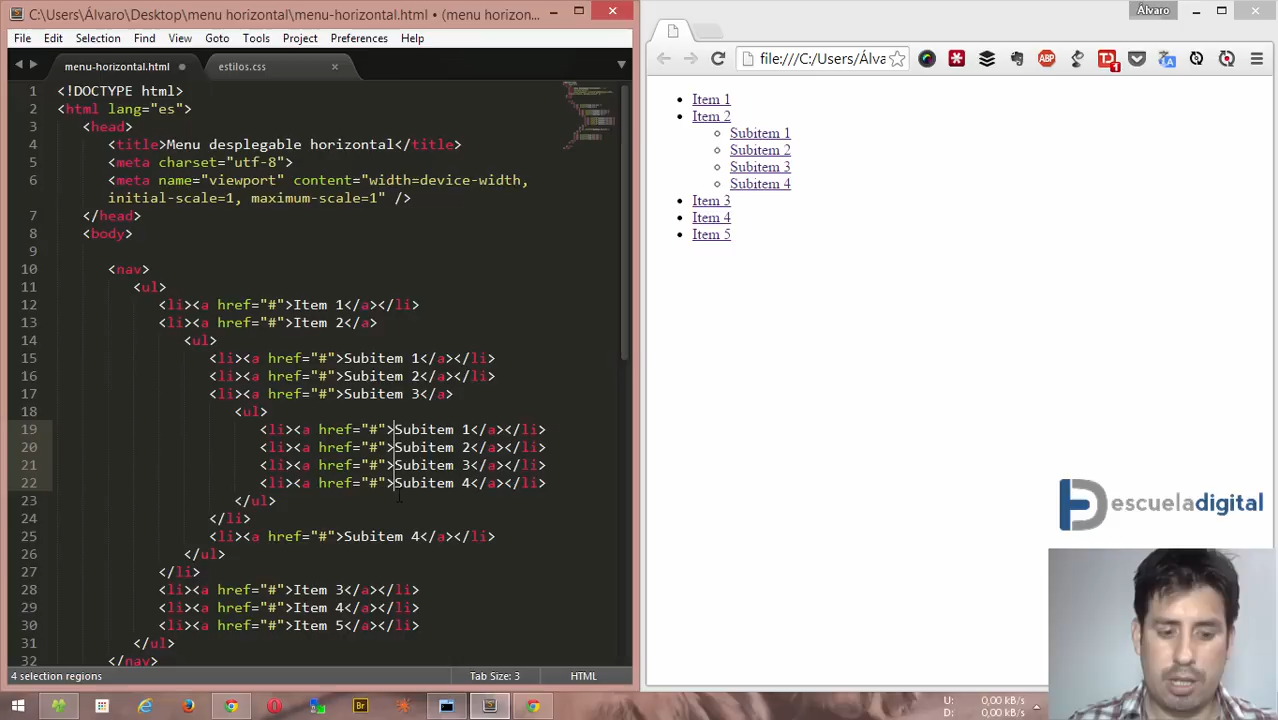 C:\Users\Álvaro\Desktop\menu horizontal\menu-horizontal.html • (menu horizon...
File Edit Selection Find View Goto Tools Project Preferences Help
menu-horizontal.html
estilos.css
1 <!DOCTYPE html>
2 <html lang="es">
3 <head>
4 <title>Menu desplegable horizontal</title>
5 <meta charset="utf-8">
6 <meta name="viewport" content="width=device-width,
initial-scale=1, maximum-scale=1" />
7 </head>
8 <body>
9
10 <nav>
11 <ul>
12 <li><a href="#">Item 1</a></li>
13 <li><a href="#">Item 2</a>
14 <ul>
15 <li><a href="#">Subitem 1</a></li>
16 <li><a href="#">Subitem 2</a></li>
17 <li><a href="#">Subitem 3</a>
18 <ul>
19 <li><a href="#">Subitem 1</a></li>
20 <li><a href="#">Subitem 2</a></li>
21 <li><a href="#">Subitem 3</a></li>
22 <li><a href="#">Subitem 4</a></li>
23 </ul>
24 </li>
25 <li><a href="#">Subitem 4</a></li>
26 </ul>
27 </li>
28 <li><a href="#">Item 3</a></li>
29 <li><a href="#">Item 4</a></li>
30 <li><a href="#">Item 5</a></li>
31 </ul>
32 </nav>
4 selection regions
Tab Size: 3
HTML
Álvaro
file:///C:/Users/Álva
ABP
1
Item 1
Item 2
Subitem 1
Subitem 2
Subitem 3
Subitem 4
Item 3
Item 4
Item 5
escueladigital
Br
U: 0,00 kB/s
D: 0,00 kB/s